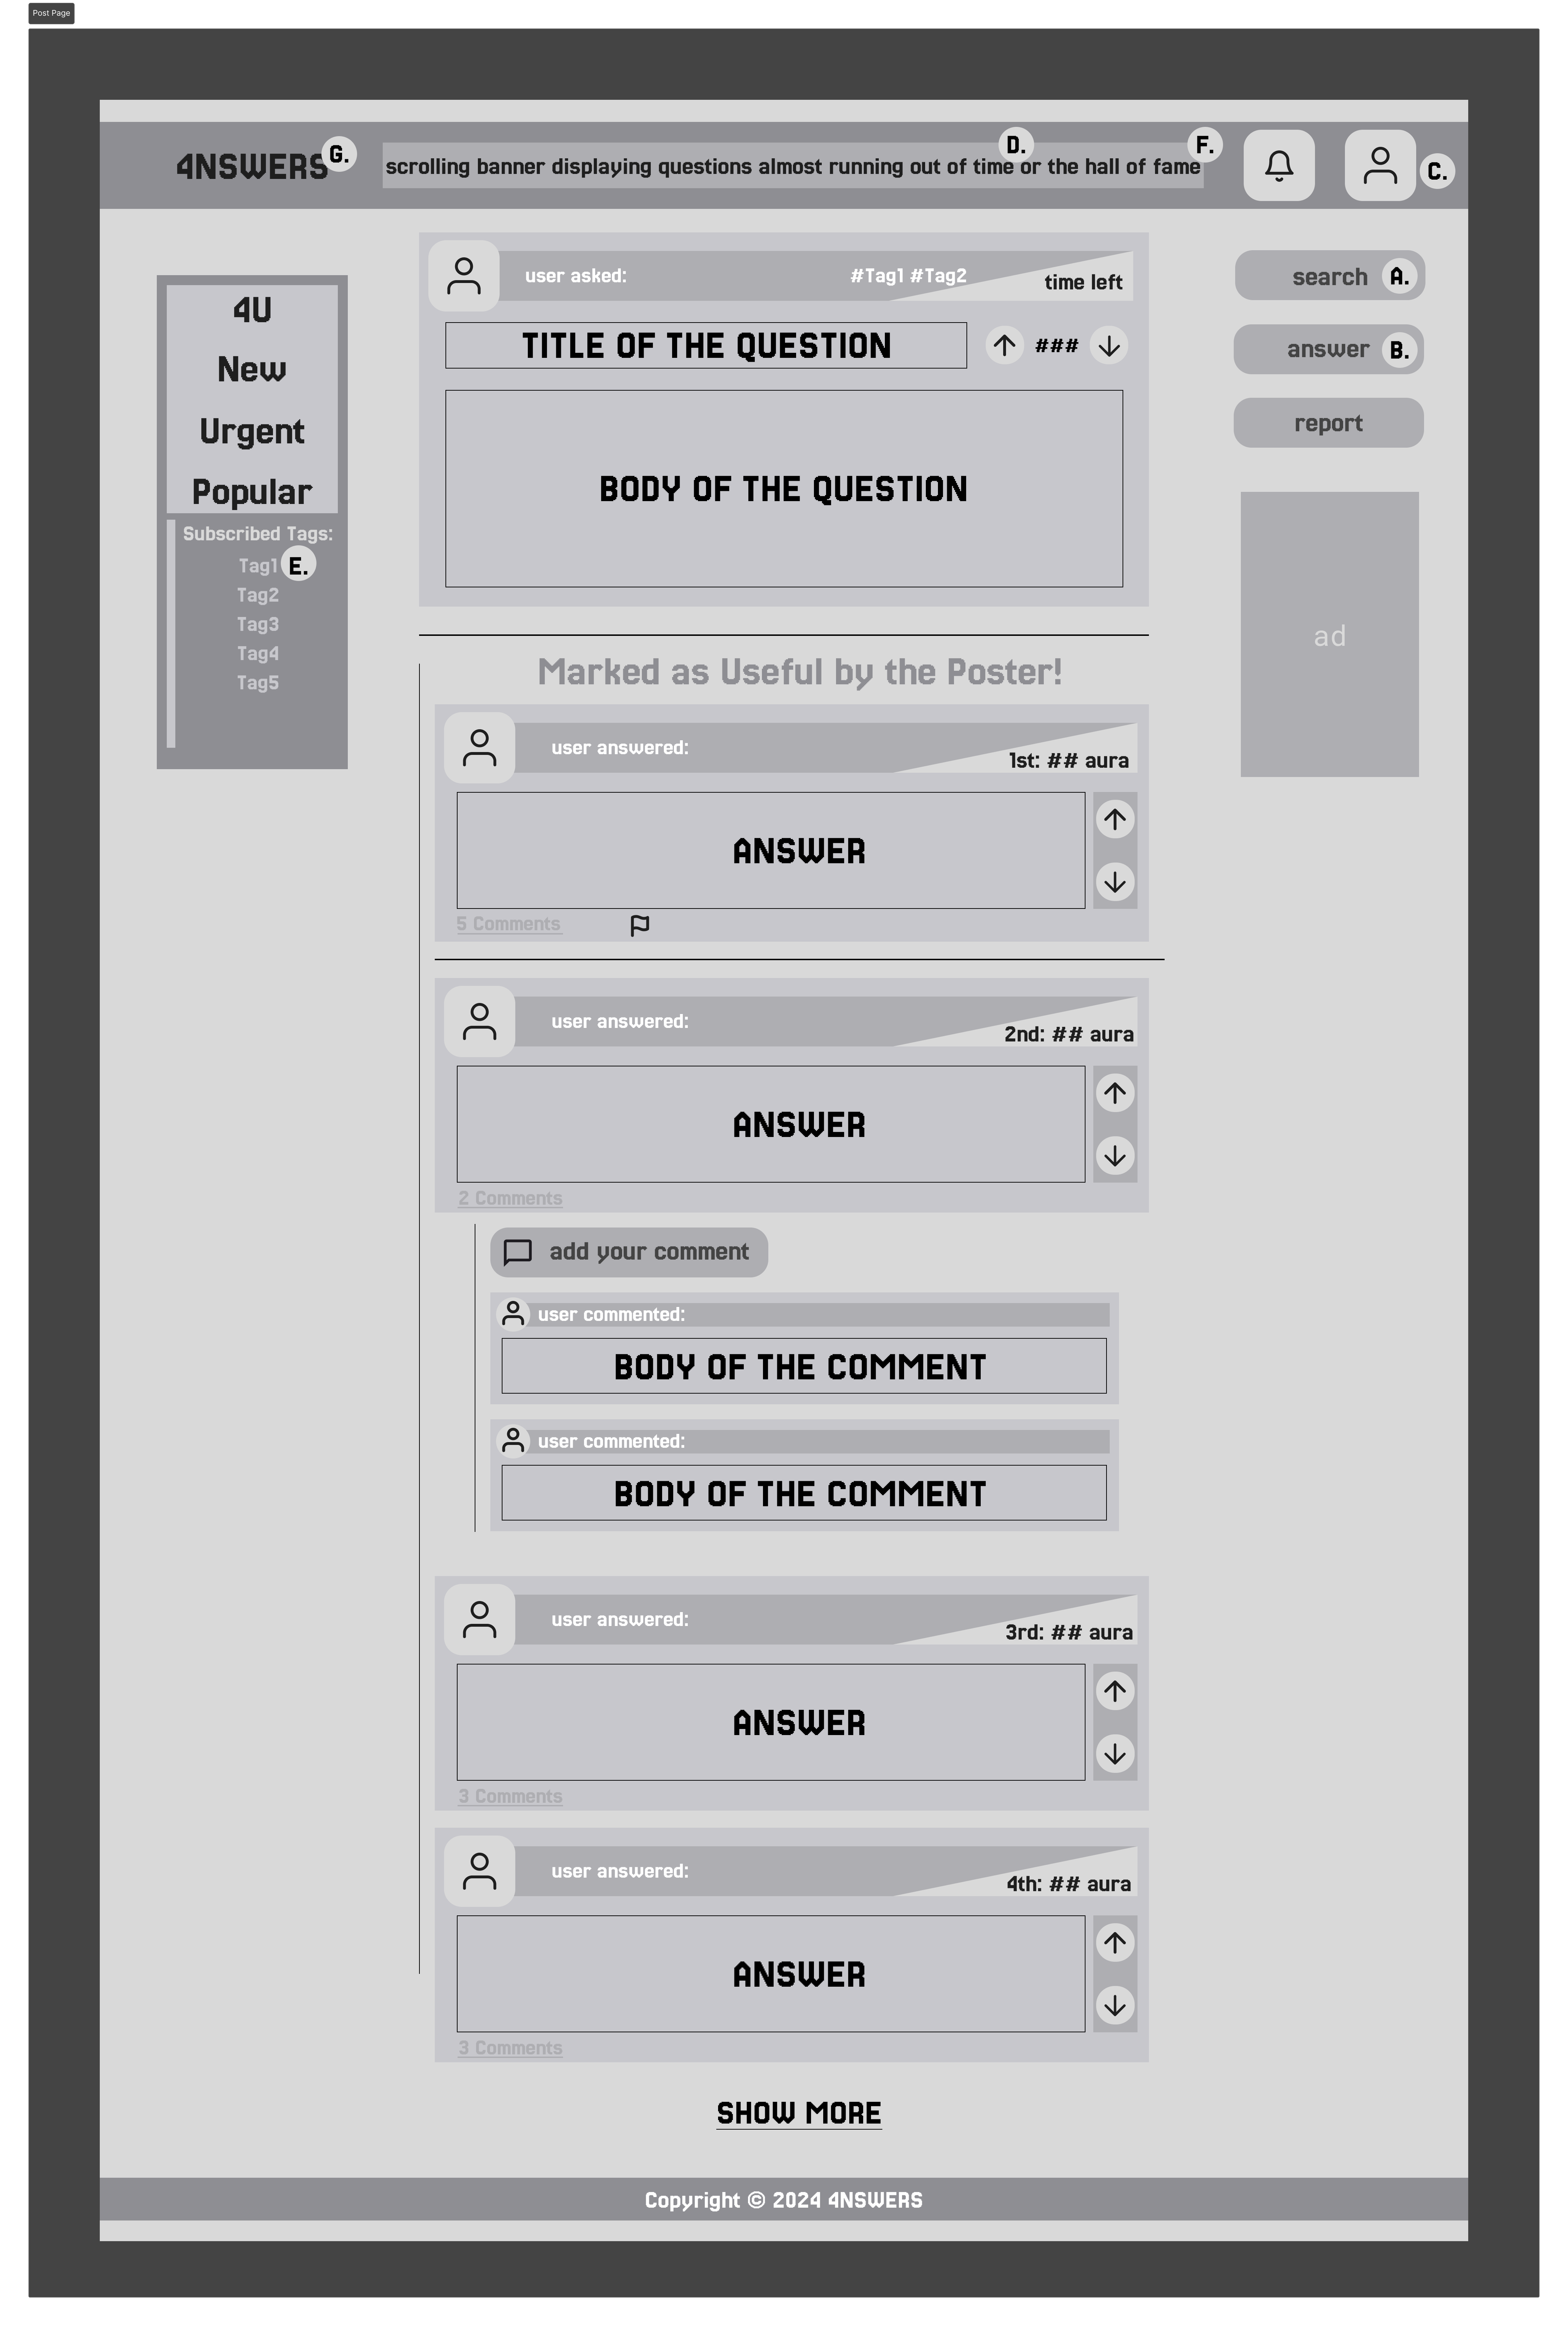 Post Page
4NSWERS
G.
scrolling banner displaying questions almost running out of time or the hall of fame
D.
F.
C.
4U
New
Urgent
Popular
Subscribed Tags:
Tag1
E.
Tag2
Tag3
Tag4
Tag5
user asked:
#Tag1 #Tag2
time left
TITLE OF THE QUESTION
###
BODY OF THE QUESTION
search
A.
answer
B.
report
ad
Marked as Useful by the Poster!
user answered:
1st: ## aura
ANSWER
5 Comments
user answered:
2nd: ## aura
ANSWER
2 Comments
add your comment
user commented:
BODY OF THE COMMENT
user commented:
BODY OF THE COMMENT
user answered:
3rd: ## aura
ANSWER
3 Comments
user answered:
4th: ## aura
ANSWER
3 Comments
SHOW MORE
Copyright © 2024 4NSWERS